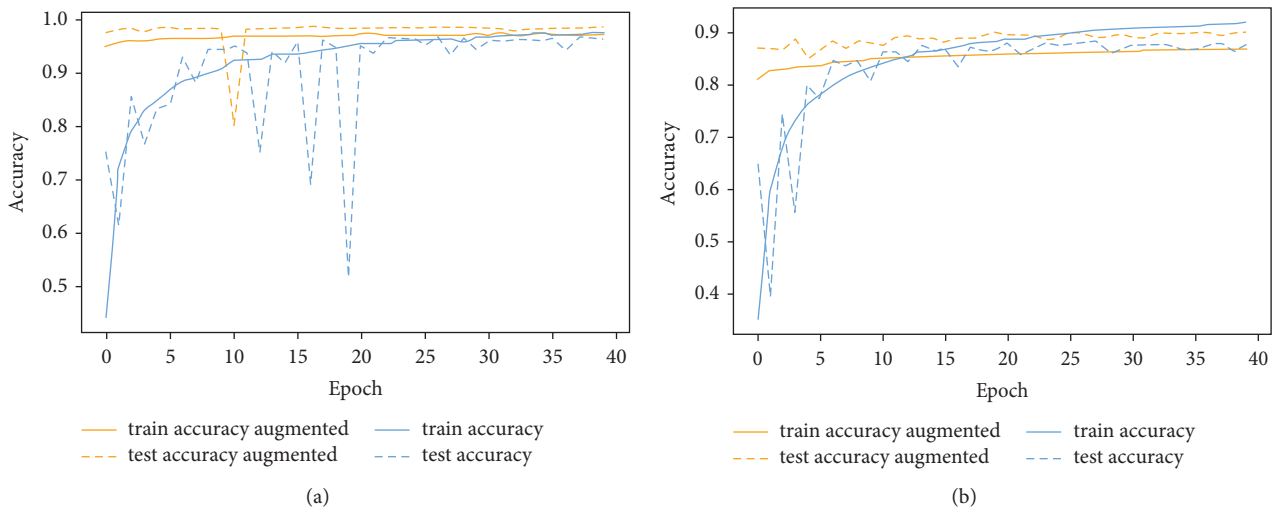 1.0
0.9
0.8
0.7
0.6
0.5
Accuracy
0 5 10 15 20 25 30 35 40
Epoch
train accuracy augmented train accuracy
test accuracy augmented test accuracy
(a)
0.9
0.8
0.7
0.6
0.5
0.4
Accuracy
0 5 10 15 20 25 30 35 40
Epoch
train accuracy augmented train accuracy
test accuracy augmented test accuracy
(b)